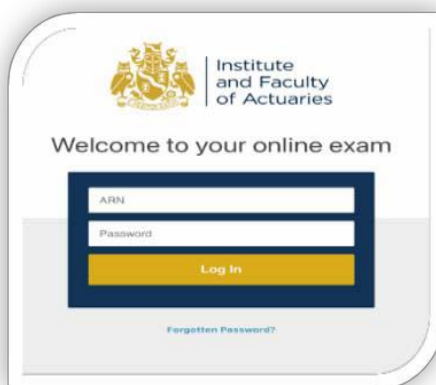 Institute
and Faculty
of Actuaries
Welcome to your online exam
ARN
Password
Log In
Forgotten Password?